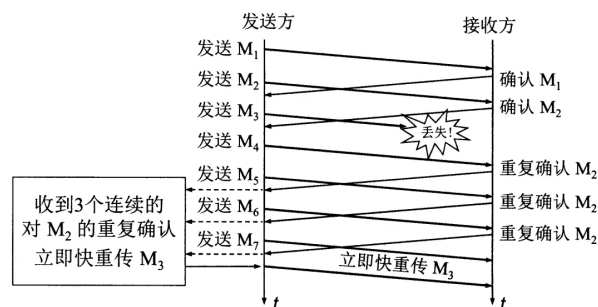 发送方
接收方
发送 M1
发送 M2
确认 M1
发送 M3
确认 M2
丢失!
发送 M4
重复确认 M2
发送 M5
收到3个连续的
对 M2 的重复确认
立即快重传 M3
重复确认 M2
发送 M6
重复确认 M2
发送 M7
立即快重传 M3
t
t